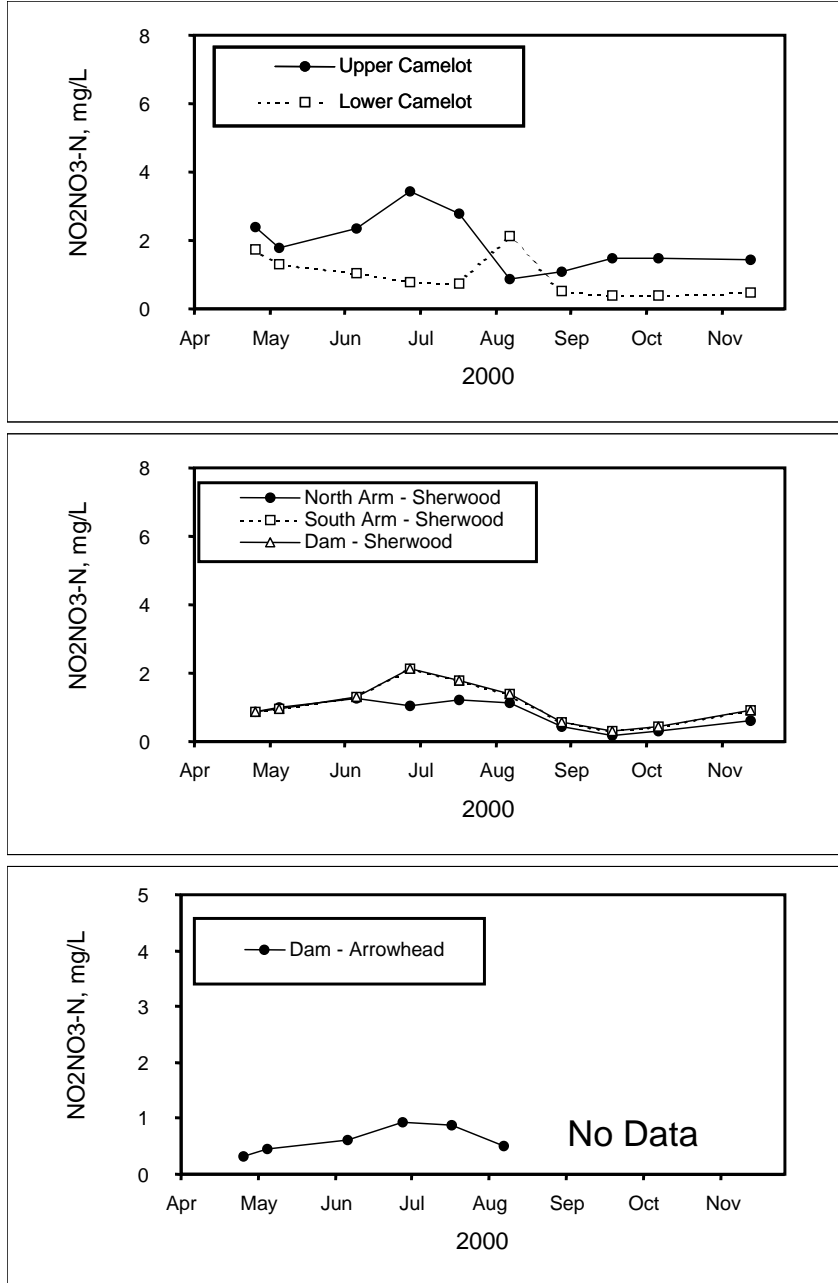 8
6
4
2
0
NO2NO3-N, mg/L
Upper Camelot
Lower Camelot
Apr May Jun Jul Aug Sep Oct Nov
2000
8
6
4
2
0
NO2NO3-N, mg/L
North Arm - Sherwood
South Arm - Sherwood
Dam - Sherwood
Apr May Jun Jul Aug Sep Oct Nov
2000
5
4
3
2
1
0
NO2NO3-N, mg/L
Dam - Arrowhead
No Data
Apr May Jun Jul Aug Sep Oct Nov
2000